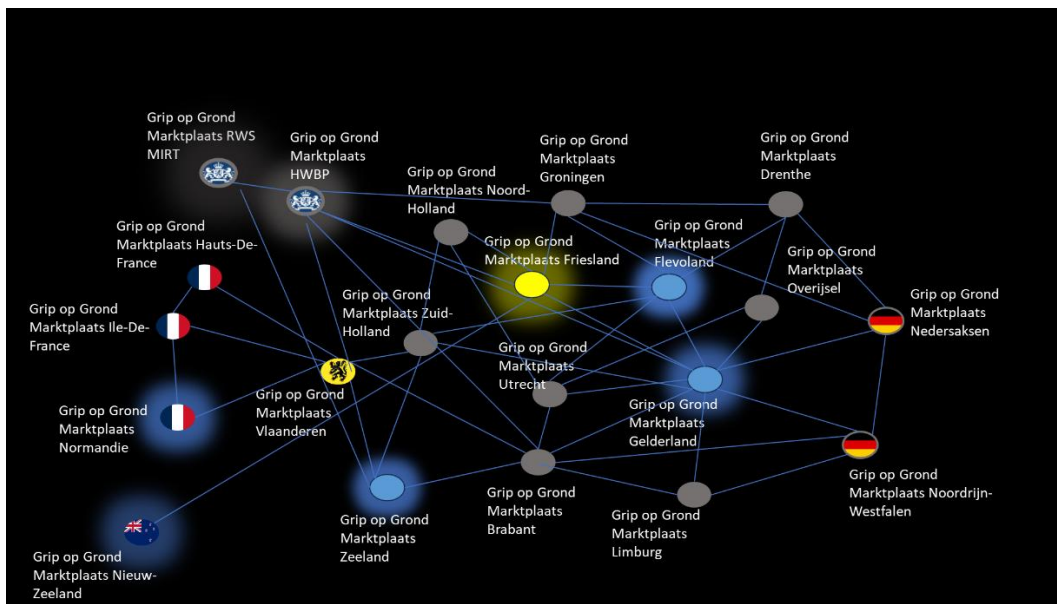 Grip op Grond
Marktplaats RWS
MIRT
Grip op Grond
Marktplaats
HWBP
Grip op Grond
Marktplaats Noord-
Holland
Grip op Grond
Marktplaats
Groningen
Grip op Grond
Marktplaats
Drenthe
Grip op Grond
Marktplaats Hauts-De-
France
Grip op Grond
Marktplaats Friesland
Grip op Grond
Marktplaats
Flevoland
Grip op Grond
Marktplaats
Overijsel
Grip op Grond
Marktplaats Ile-De-
France
Grip op Grond
Marktplaats Zuid-
Holland
Grip op Grond
Marktplaats
Nedersaksen
Grip op Grond
Marktplaats
Utrecht
Grip op Grond
Marktplaats
Normandie
Grip op Grond
Marktplaats
Vlaanderen
Grip op Grond
Marktplaats
Gelderland
Grip op Grond
Marktplaats Noordrijn-
Westfalen
Grip op Grond
Marktplaats
Brabant
Grip op Grond
Marktplaats
Limburg
Grip op Grond
Marktplaats
Zeeland
Grip op Grond
Marktplaats Nieuw-
Zeeland